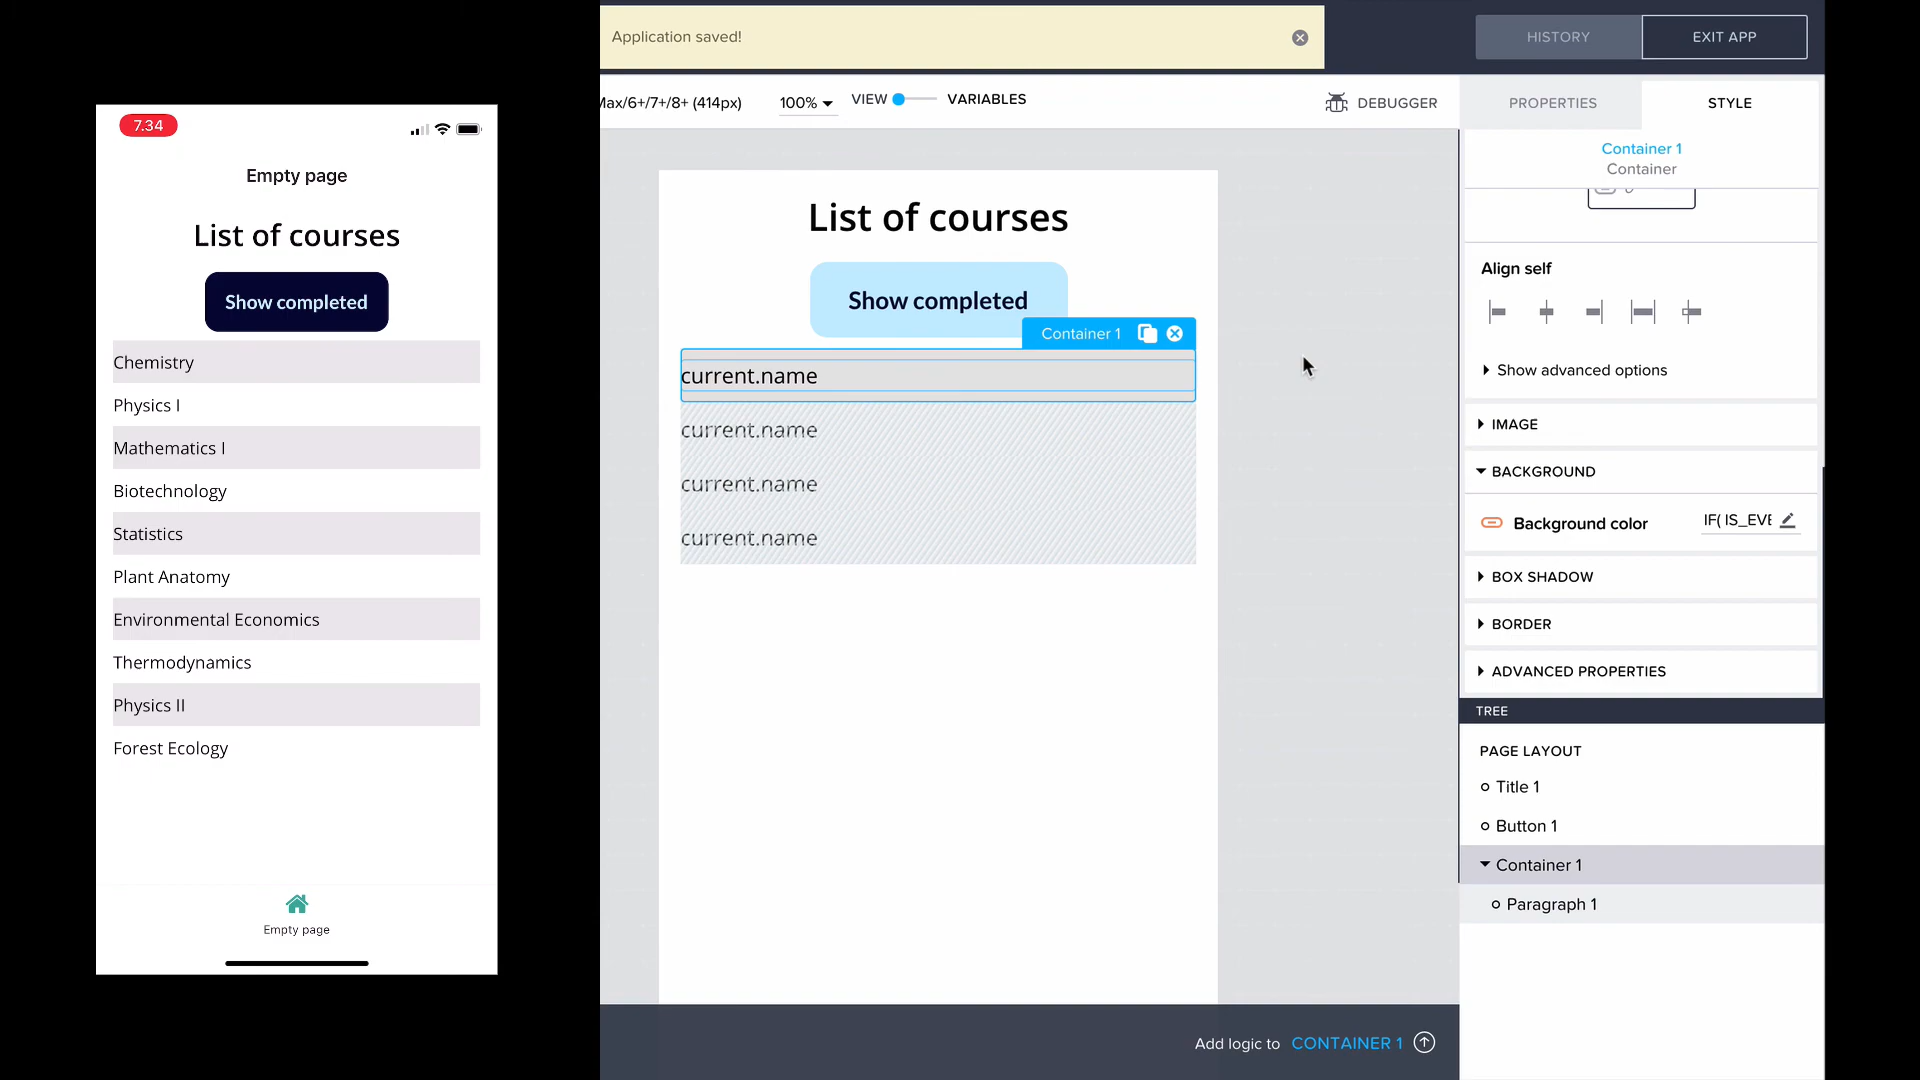 7.34
Empty page
List of courses
Show completed
Chemistry
Physics I
Mathematics I
Biotechnology
Statistics
Plant Anatomy
Environmental Economics
Thermodynamics
Physics II
Forest Ecology
Empty page
Application saved!
HISTORY
EXIT APP
Max/6+/7+/8+ (414px)
100%
VIEW
VARIABLES
DEBUGGER
PROPERTIES
STYLE
List of courses
Show completed
Container 1
current.name
current.name
current.name
current.name
Container 1
Container
Align self
Show advanced options
IMAGE
BACKGROUND
Background color
IF( IS_EVE
BOX SHADOW
BORDER
ADVANCED PROPERTIES
TREE
PAGE LAYOUT
Title 1
Button 1
Container 1
Paragraph 1
Add logic to CONTAINER 1